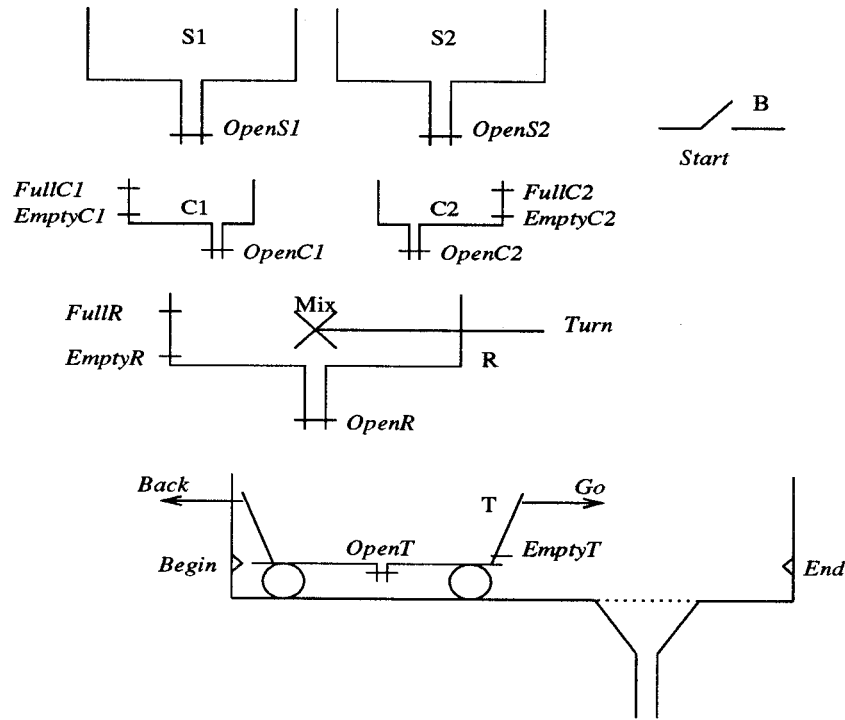 S1
S2
B
OpenS1
OpenS2
Start
FullC1
EmptyC1
C1
C2
FullC2
EmptyC2
OpenC1
OpenC2
FullR
Mix
Turn
EmptyR
R
OpenR
Back
T
Go
OpenT
EmptyT
Begin
End